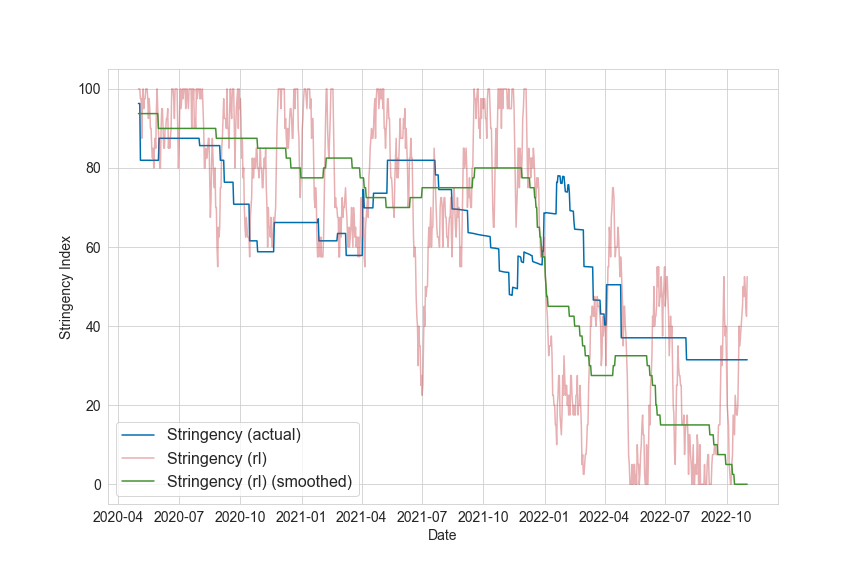 100
80
60
40
20
0
Stringency Index
Stringency (actual)
Stringency (rl)
Stringency (rl) (smoothed)
2020-04 2020-07 2020-10 2021-01 2021-04 2021-07 2021-10 2022-01 2022-04 2022-07 2022-10
Date